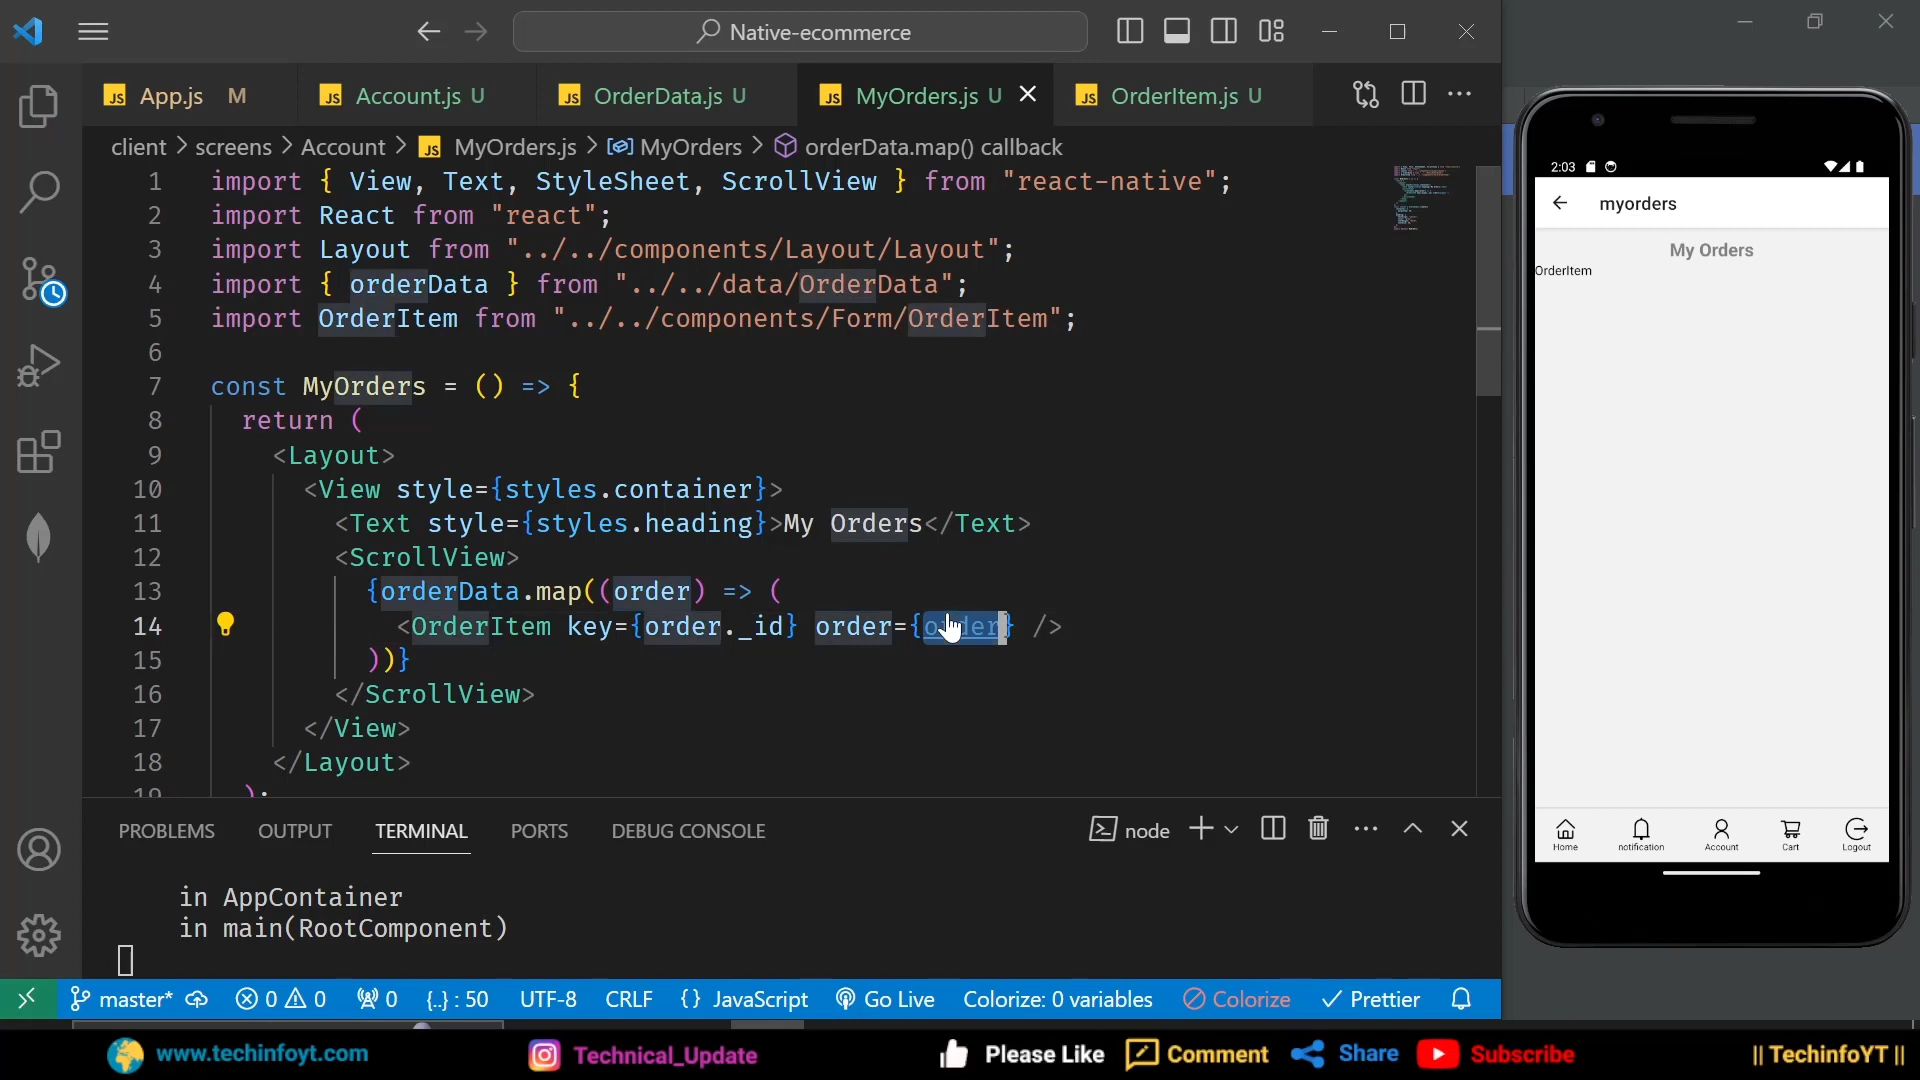 Native-ecommerce
JS App.js M
JS Account.js U
JS OrderData.js U
JS MyOrders.js U
JS OrderItem.js U
client > screens > Account > JS MyOrders.js > MyOrders > orderData.map() callback
1 import { View, Text, StyleSheet, ScrollView } from "react-native";
2 import React from "react";
3 import Layout from "../../components/Layout/Layout";
4 import { orderData } from "../../data/OrderData";
5 import OrderItem from "../../components/Form/OrderItem";
6
7 const MyOrders = () => {
8 return (
9 <Layout>
10 <View style={styles.container}>
11 <Text style={styles.heading}>My Orders</Text>
12 <ScrollView>
13 {orderData.map((order) => (
14 <OrderItem key={order._id} order={order} />
15 ))}
16 </ScrollView>
17 </View>
18 </Layout>
19 );
PROBLEMS OUTPUT TERMINAL PORTS DEBUG CONSOLE
node
in AppContainer
in main(RootComponent)
master* 0 0 0 {..} : 50 UTF-8 CRLF {} JavaScript Go Live Colorize: 0 variables Colorize Prettier
2:03
myorders
My Orders
OrderItem
Home notification Account Cart Logout
www.techinfoyt.com
Technical_Update
Please Like
Comment
Share
Subscribe
|| TechinfoYT ||